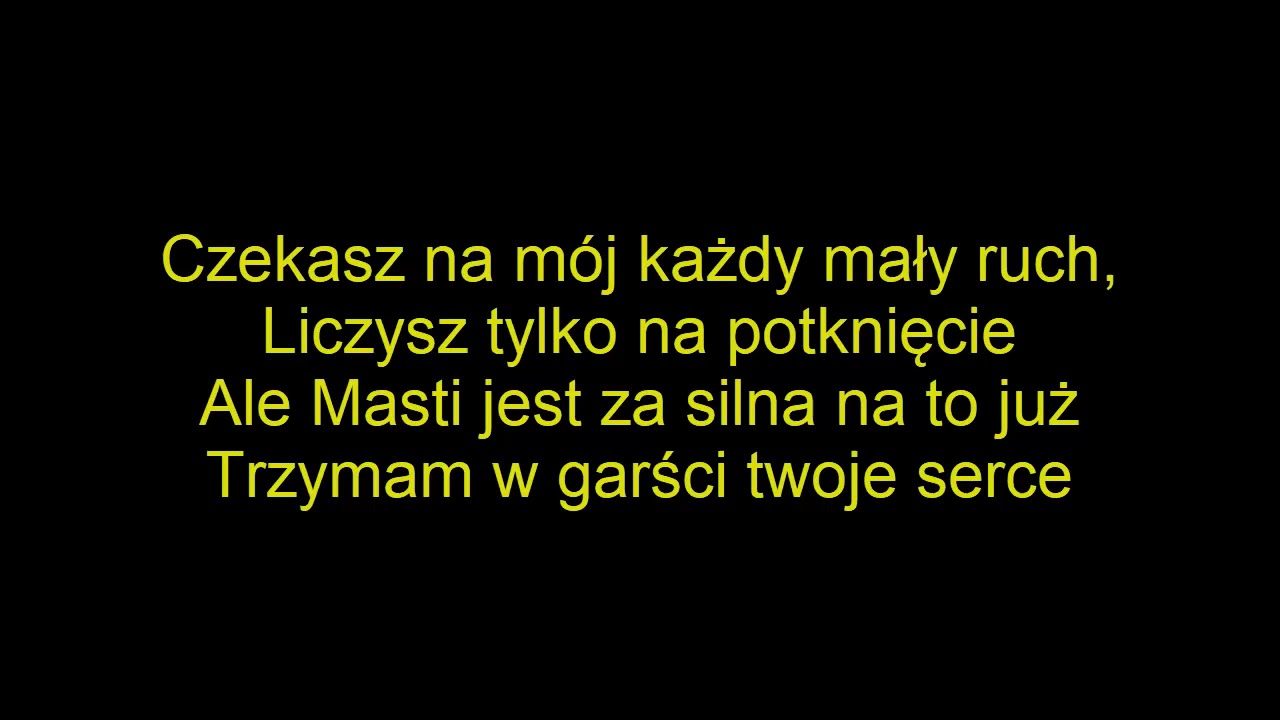 Czekasz na mój każdy mały ruch,
Liczysz tylko na potknięcie
Ale Masti jest za silna na to już
Trzymam w garści twoje serce